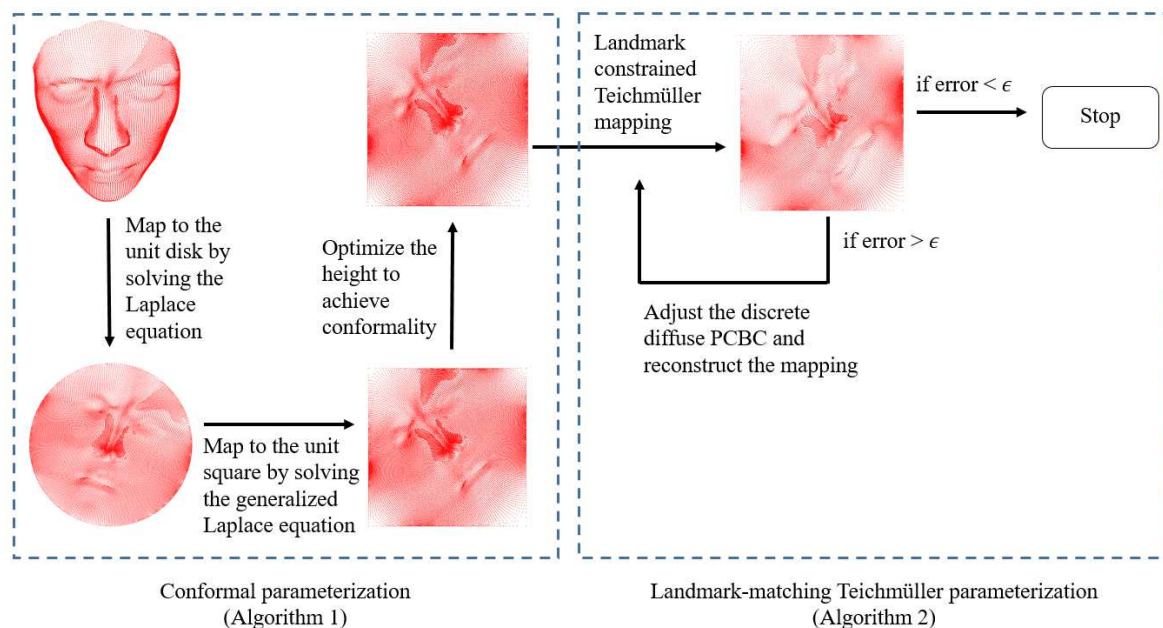 Map to the
unit disk by
solving the
Laplace
equation
Map to the unit
square by solving
the generalized
Laplace equation
Optimize the
height to
achieve
conformality
Conformal parameterization
(Algorithm 1)
Landmark
constrained
Teichmüller
mapping
if error < ϵ
Stop
if error > ϵ
Adjust the discrete
diffuse PCBC and
reconstruct the mapping
Landmark-matching Teichmüller parameterization
(Algorithm 2)